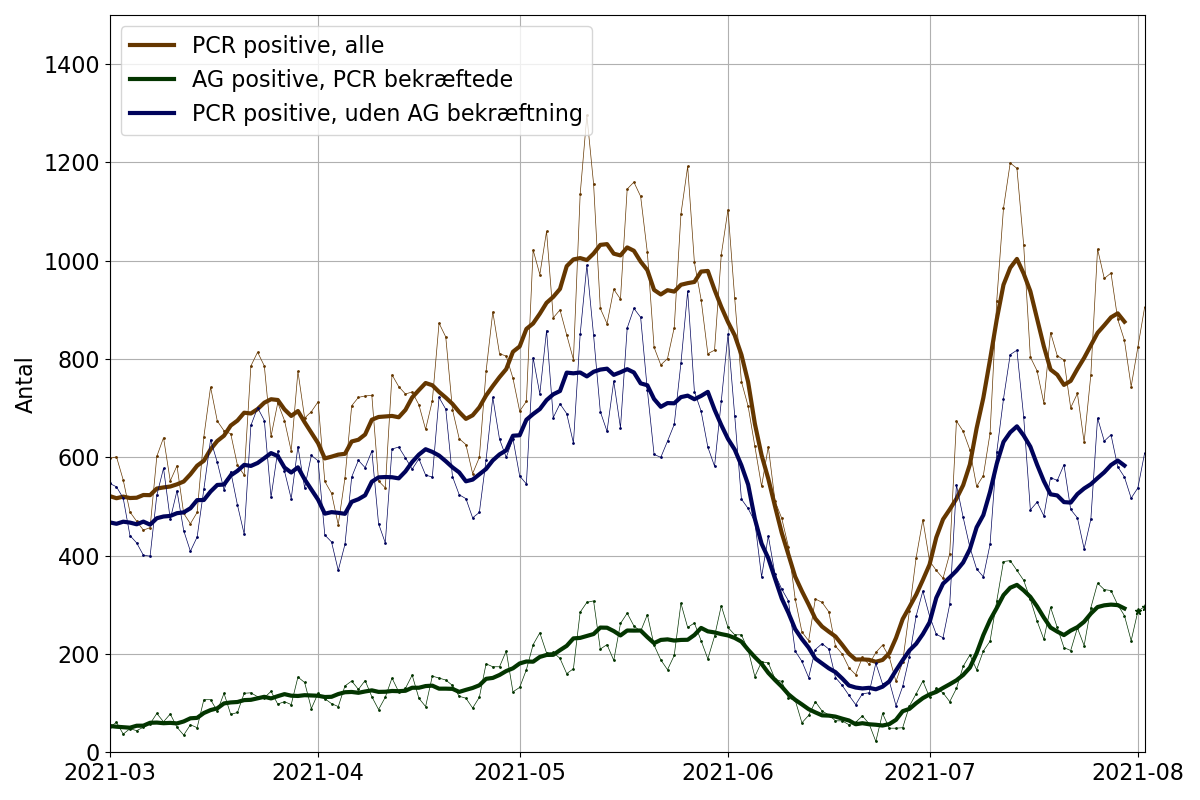 PCR positive, alle
AG positive, PCR bekræftede
PCR positive, uden AG bekræftning
Antal
1400
1200
1000
800
600
400
200
0
2021-03 2021-04 2021-05 2021-06 2021-07 2021-08